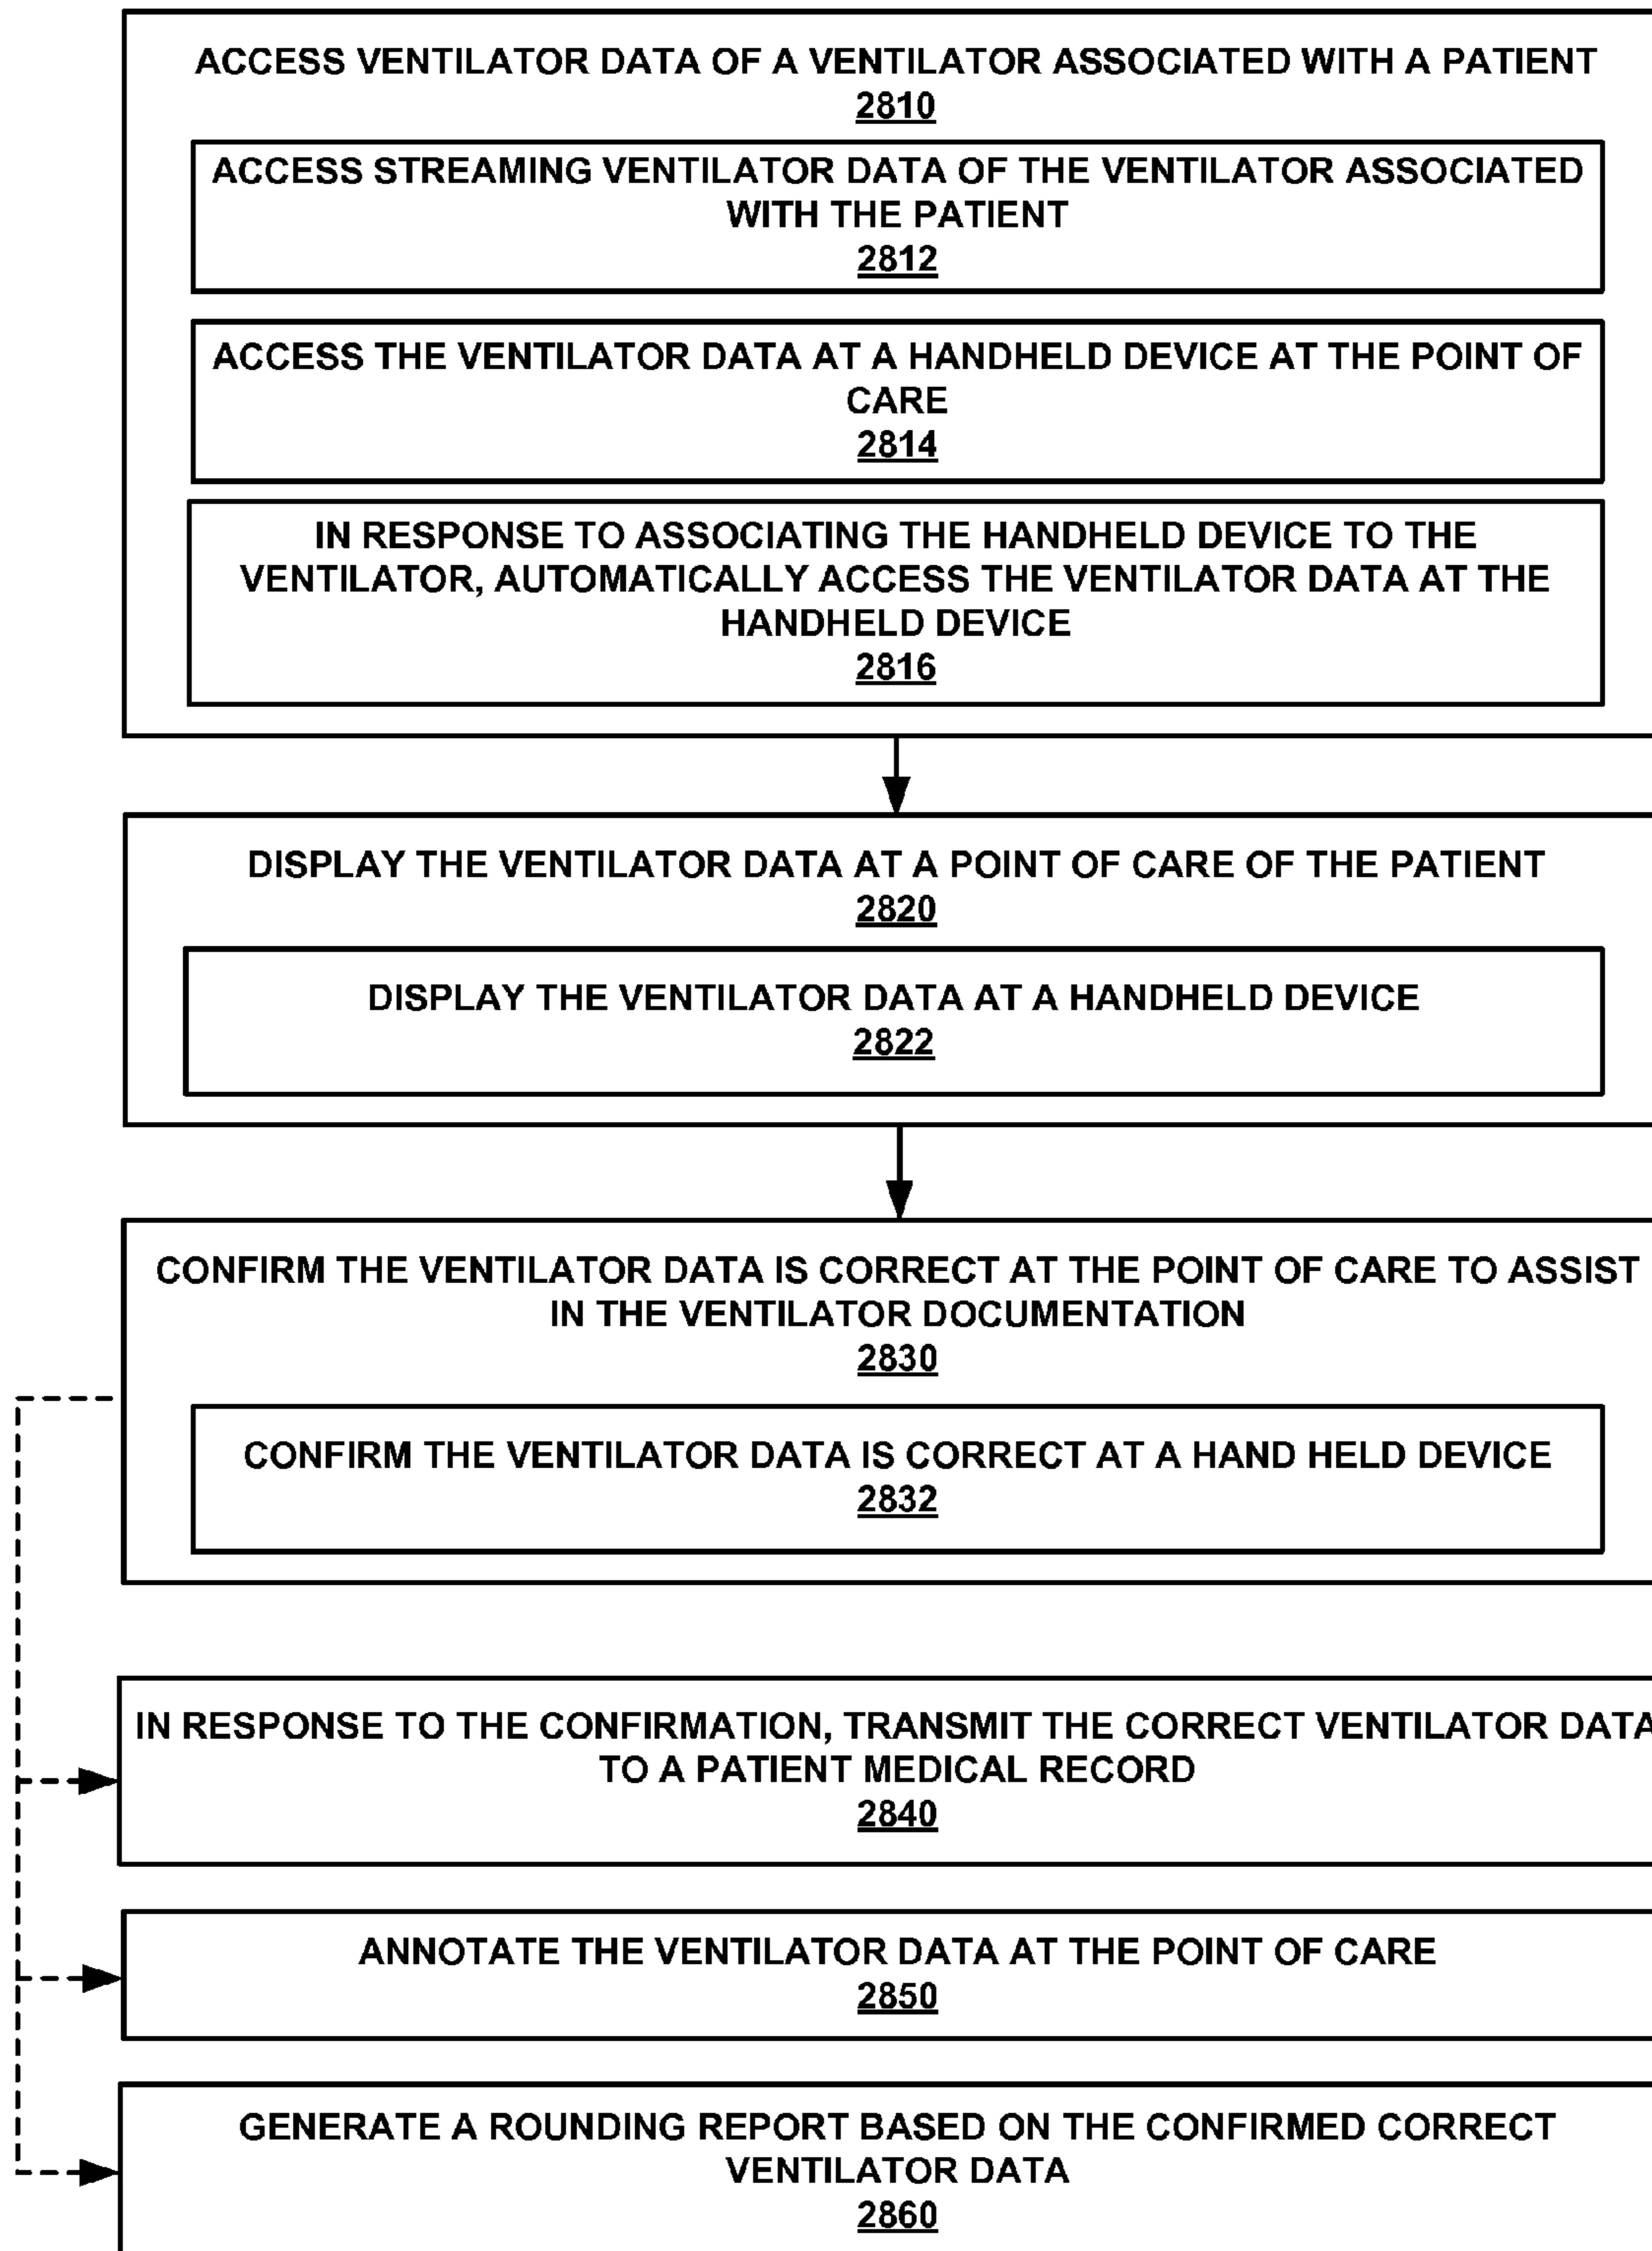 ACCESS VENTILATOR DATA OF A VENTILATOR ASSOCIATED WITH A PATIENT
2810
ACCESS STREAMING VENTILATOR DATA OF THE VENTILATOR ASSOCIATED
WITH THE PATIENT
2812
ACCESS THE VENTILATOR DATA AT A HANDHELD DEVICE AT THE POINT OF
CARE
2814
IN RESPONSE TO ASSOCIATING THE HANDHELD DEVICE TO THE
VENTILATOR, AUTOMATICALLY ACCESS THE VENTILATOR DATA AT THE
HANDHELD DEVICE
2816
DISPLAY THE VENTILATOR DATA AT A POINT OF CARE OF THE PATIENT
2820
DISPLAY THE VENTILATOR DATA AT A HANDHELD DEVICE
2822
CONFIRM THE VENTILATOR DATA IS CORRECT AT THE POINT OF CARE TO ASSIST
IN THE VENTILATOR DOCUMENTATION
2830
CONFIRM THE VENTILATOR DATA IS CORRECT AT A HAND HELD DEVICE
2832
IN RESPONSE TO THE CONFIRMATION, TRANSMIT THE CORRECT VENTILATOR DATA
TO A PATIENT MEDICAL RECORD
2840
ANNOTATE THE VENTILATOR DATA AT THE POINT OF CARE
2850
GENERATE A ROUNDING REPORT BASED ON THE CONFIRMED CORRECT
VENTILATOR DATA
2860